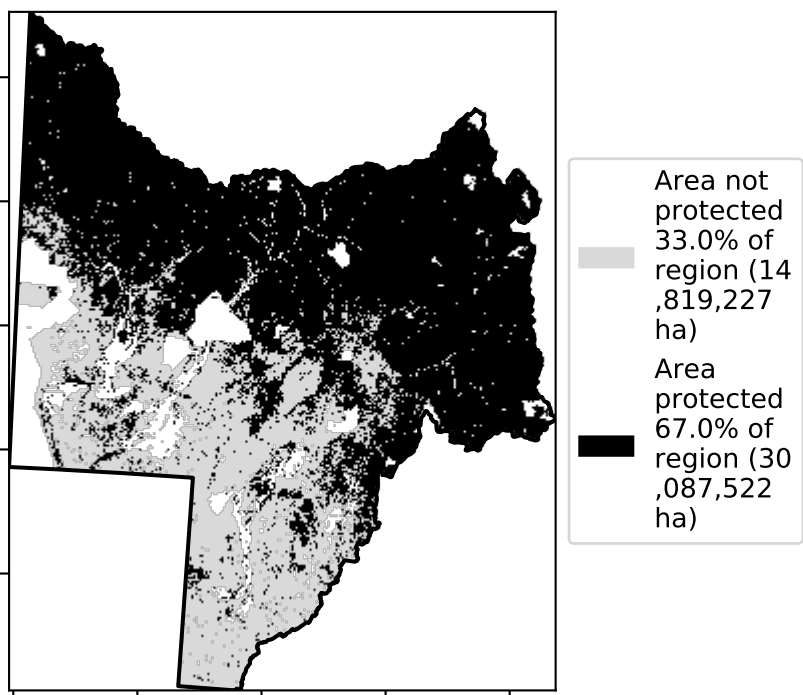 Area not
protected
33.0% of
region (14
,819,227
ha)
Area
protected
67.0% of
region (30
,087,522
ha)